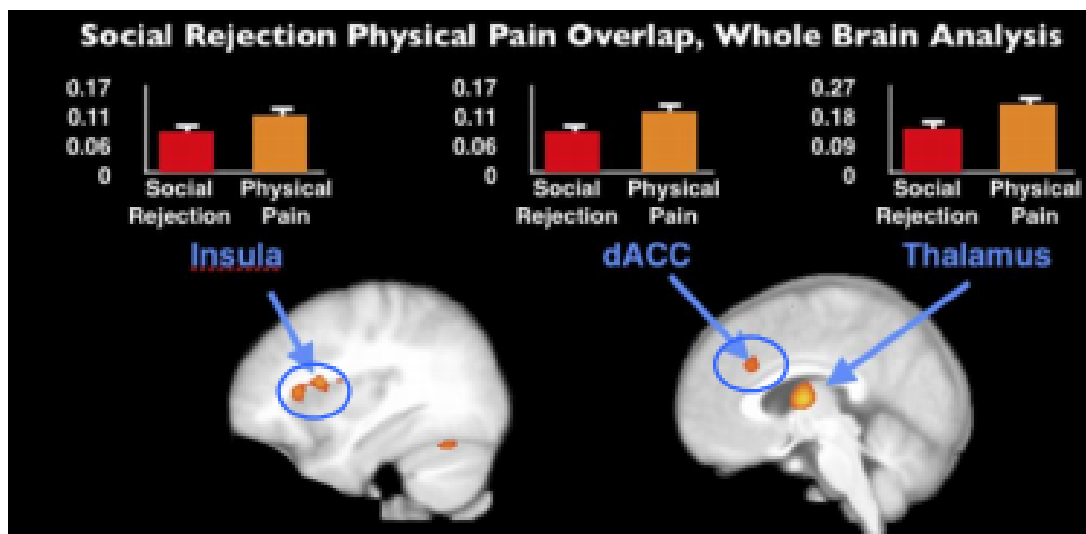 Social Rejection Physical Pain Overlap, Whole Brain Analysis
0.17
0.11
0.06
0
Social Rejection
Physical Pain
Insula
0.17
0.11
0.06
0
Social Rejection
Physical Pain
dACC
0.27
0.18
0.09
0
Social Rejection
Physical Pain
Thalamus